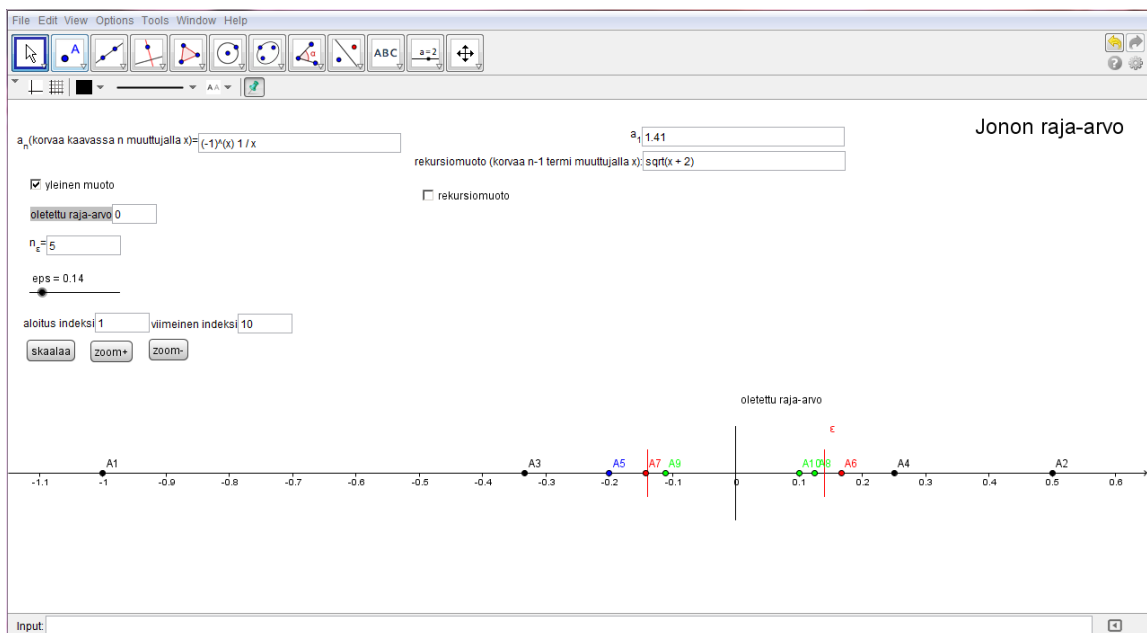 File Edit View Options Tools Window Help
A ABC a=2
AA
Jonon raja-arvo
aₙ(korvaa kaavassa n muuttujalla x)= (-1)^(x) 1 / x
a₁ 1.41
rekursiomuoto (korvaa n-1 termi muuttujalla x): sqrt(x + 2)
yleinen muoto
rekursiomuoto
oletettu raja-arvo 0
n_ε= 5
eps = 0.14
aloitus indeksi 1 viimeinen indeksi 10
skaalaa zoom+ zoom-
oletettu raja-arvo
ε
A1 A3 A5 A7 A9 A10 A8 A6 A4 A2
-1.1 -1 -0.9 -0.8 -0.7 -0.6 -0.5 -0.4 -0.3 -0.2 -0.1 0 0.1 0.2 0.3 0.4 0.5 0.6
Input: